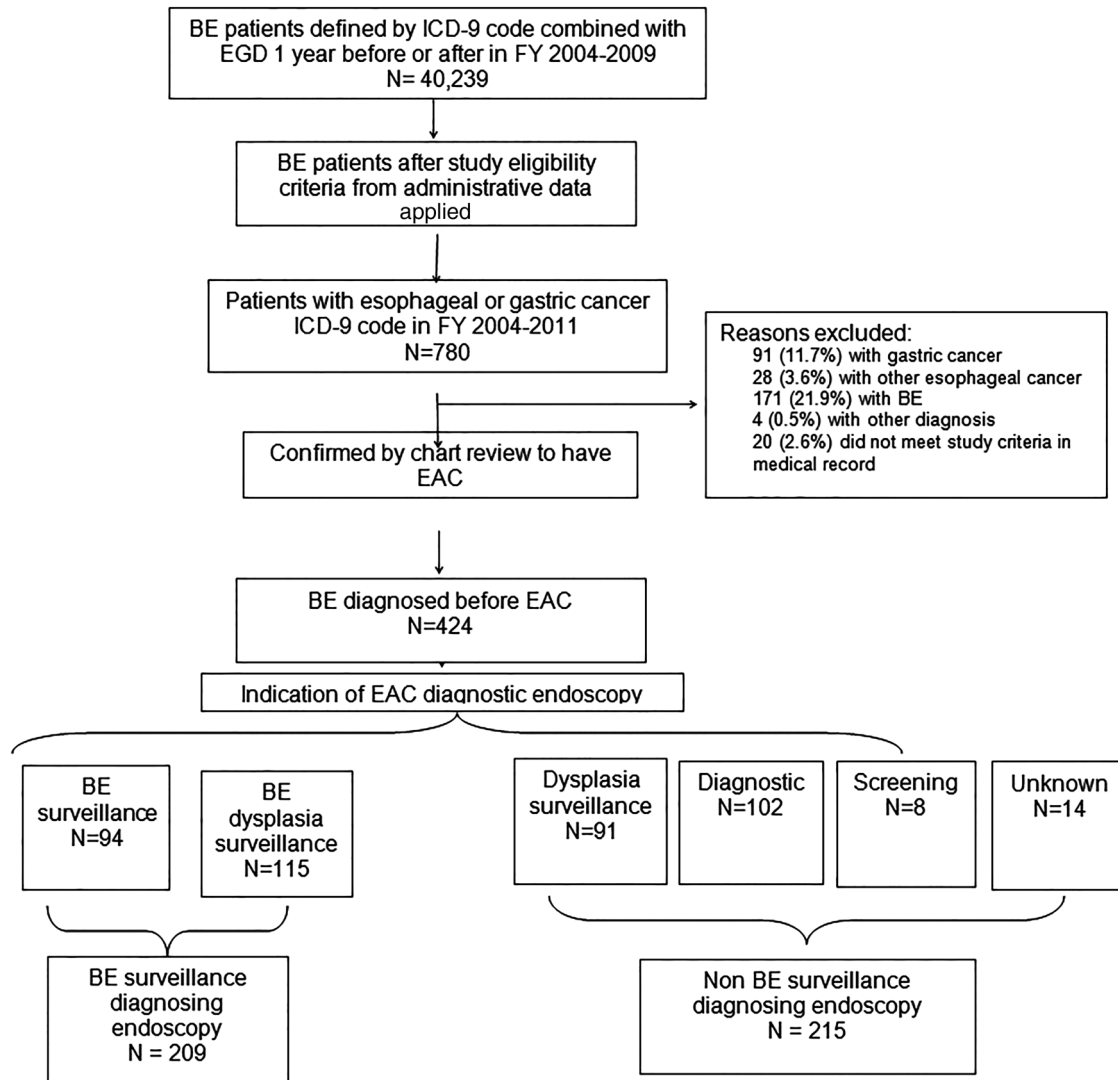 BE patients defined by ICD-9 code combined with
EGD 1 year before or after in FY 2004-2009
N= 40,239
BE patients after study eligibility
criteria from administrative data
applied
Patients with esophageal or gastric cancer
ICD-9 code in FY 2004-2011
N=780
Reasons excluded:
91 (11.7%) with gastric cancer
28 (3.6%) with other esophageal cancer
171 (21.9%) with BE
4 (0.5%) with other diagnosis
20 (2.6%) did not meet study criteria in
medical record
Confirmed by chart review to have
EAC
BE diagnosed before EAC
N=424
Indication of EAC diagnostic endoscopy
BE
surveillance
N=94
BE
dysplasia
surveillance
N=115
Dysplasia
surveillance
N=91
Diagnostic
N=102
Screening
N=8
Unknown
N=14
BE surveillance
diagnosing
endoscopy
N = 209
Non BE surveillance
diagnosing endoscopy
N = 215